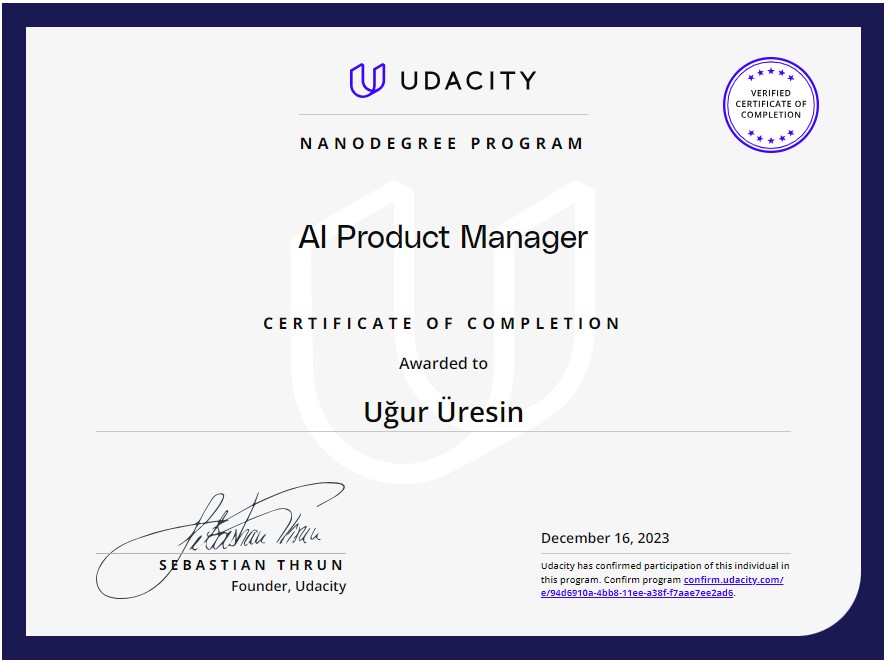 UDACITY
VERIFIED
CERTIFICATE OF
COMPLETION
NANODEGREE PROGRAM
AI Product Manager
CERTIFICATE OF COMPLETION
Awarded to
Uğur Üresin
Sebastian Thrun
SEBASTIAN THRUN
Founder, Udacity
December 16, 2023
Udacity has confirmed participation of this individual in
this program. Confirm program confirm.udacity.com/
e/94d6910a-4bb8-11ee-a38f-f7aae7ee2ad6.